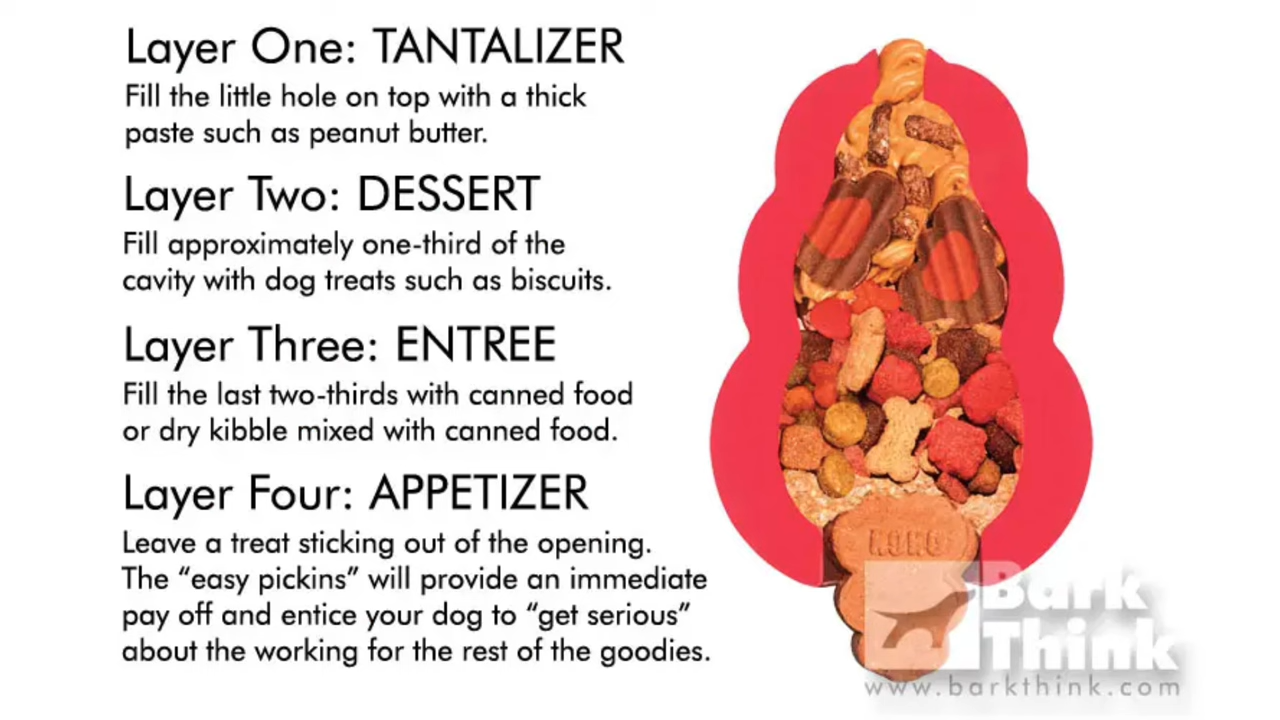 Layer One: TANTALIZER
Fill the little hole on top with a thick
paste such as peanut butter.
Layer Two: DESSERT
Fill approximately one-third of the
cavity with dog treats such as biscuits.
Layer Three: ENTREE
Fill the last two-thirds with canned food
or dry kibble mixed with canned food.
Layer Four: APPETIZER
Leave a treat sticking out of the opening.
The “easy pickins” will provide an immediate
pay off and entice your dog to “get serious”
about the working for the rest of the goodies.
KONG
Bark
Think
www.barkthink.com